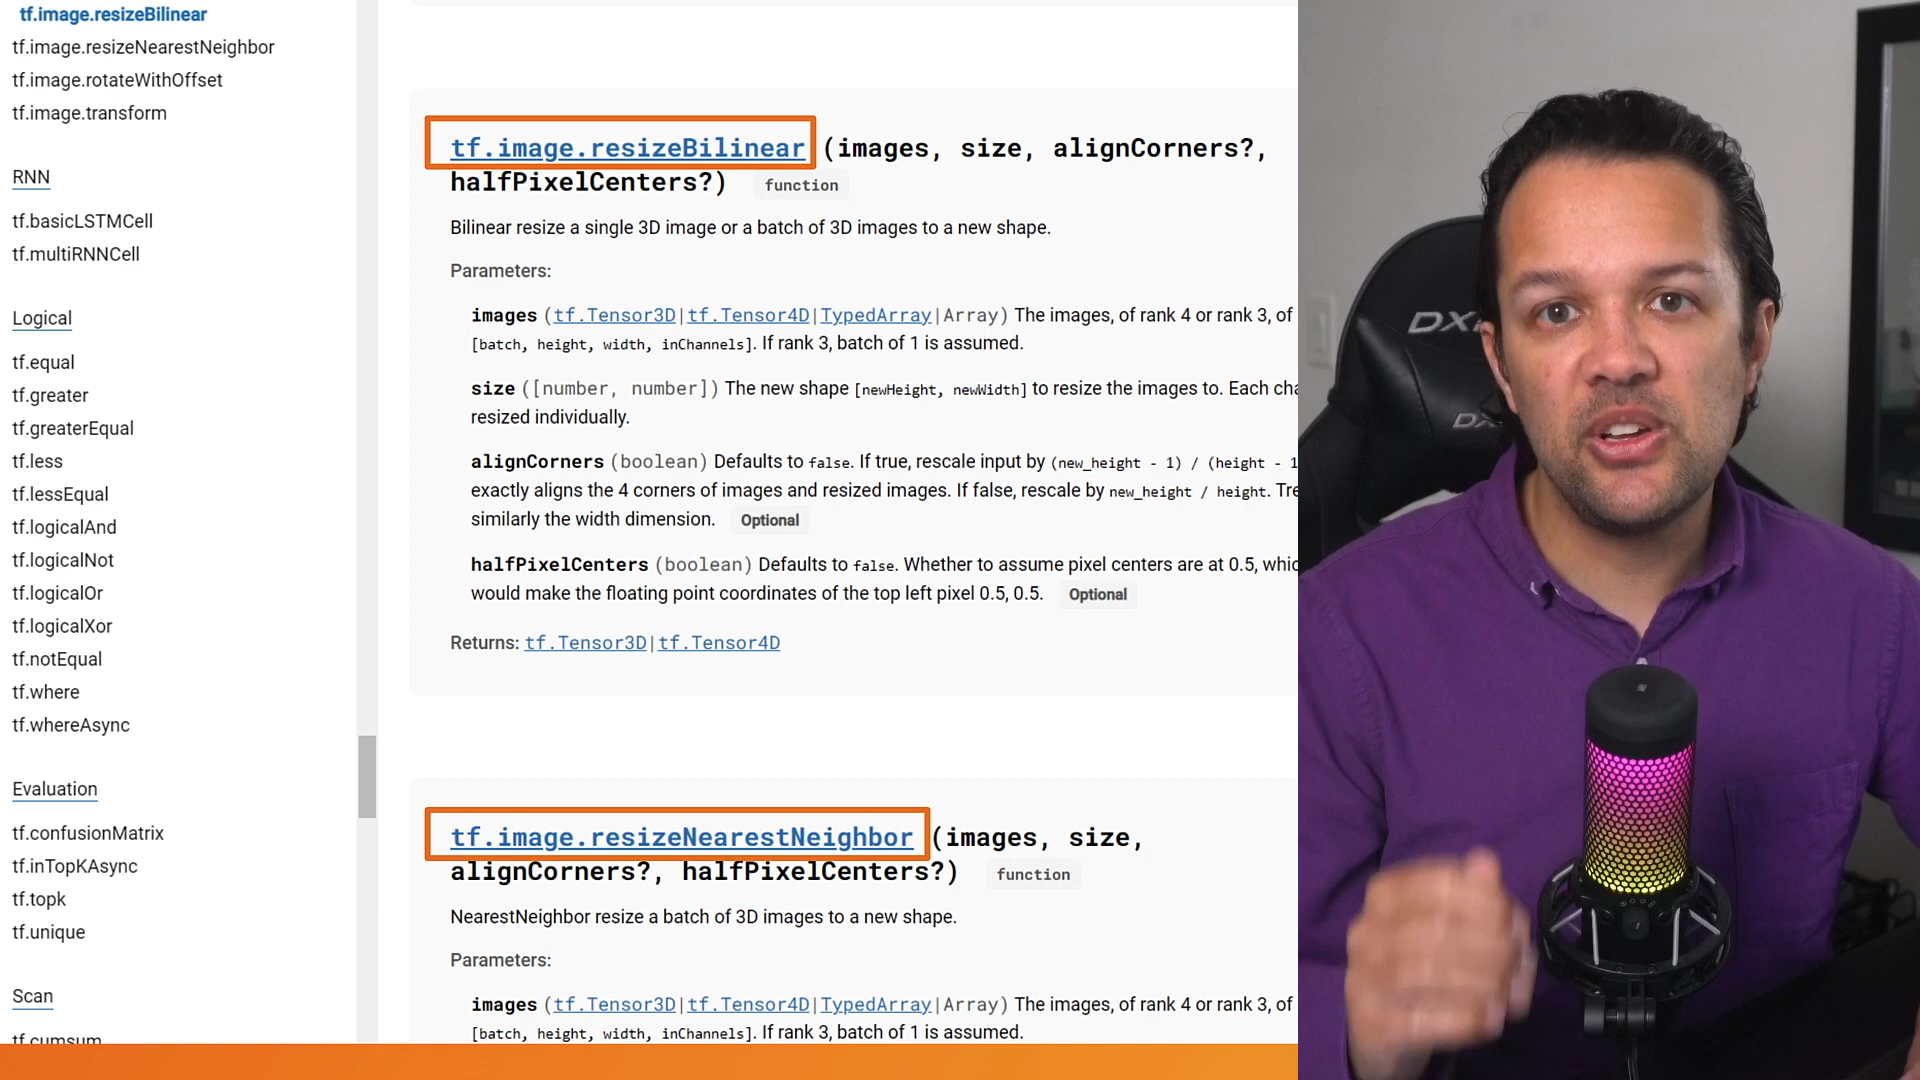 tf.image.resizeBilinear
tf.image.resizeNearestNeighbor
tf.image.rotateWithOffset
tf.image.transform
RNN
tf.basicLSTMCell
tf.multiRNNCell
Logical
tf.equal
tf.greater
tf.greaterEqual
tf.less
tf.lessEqual
tf.logicalAnd
tf.logicalNot
tf.logicalOr
tf.logicalXor
tf.notEqual
tf.where
tf.whereAsync
Evaluation
tf.confusionMatrix
tf.inTopKAsync
tf.topk
tf.unique
Scan
tf.cumsum
tf.image.resizeBilinear (images, size, alignCorners?,
halfPixelCenters?) function
Bilinear resize a single 3D image or a batch of 3D images to a new shape.
Parameters:
images (tf.Tensor3D|tf.Tensor4D|TypedArray|Array) The images, of rank 4 or rank 3, of
[batch, height, width, inChannels]. If rank 3, batch of 1 is assumed.
size ([number, number]) The new shape [newHeight, newWidth] to resize the images to. Each cha
resized individually.
alignCorners (boolean) Defaults to false. If true, rescale input by (new_height - 1) / (height - 1
exactly aligns the 4 corners of images and resized images. If false, rescale by new_height / height. Tre
similarly the width dimension. Optional
halfPixelCenters (boolean) Defaults to false. Whether to assume pixel centers are at 0.5, whic
would make the floating point coordinates of the top left pixel 0.5, 0.5. Optional
Returns: tf.Tensor3D|tf.Tensor4D
tf.image.resizeNearestNeighbor (images, size,
alignCorners?, halfPixelCenters?) function
NearestNeighbor resize a batch of 3D images to a new shape.
Parameters:
images (tf.Tensor3D|tf.Tensor4D|TypedArray|Array) The images, of rank 4 or rank 3, of
[batch, height, width, inChannels]. If rank 3, batch of 1 is assumed.
DX
DX